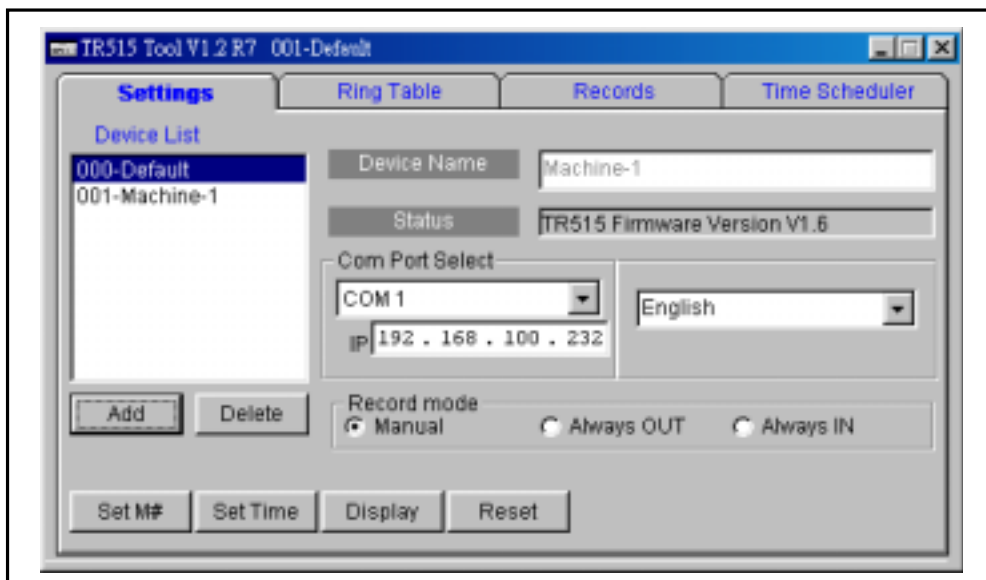 TR515 Tool V1.2 R7 001-Default
Settings
Ring Table
Records
Time Scheduler
Device List
000-Default
001-Machine-1
Device Name
Machine-1
Status
TR515 Firmware Version V1.6
Com Port Select
COM 1
English
IP 192 . 168 . 100 . 232
Add
Delete
Record mode
Manual
Always OUT
Always IN
Set M#
Set Time
Display
Reset